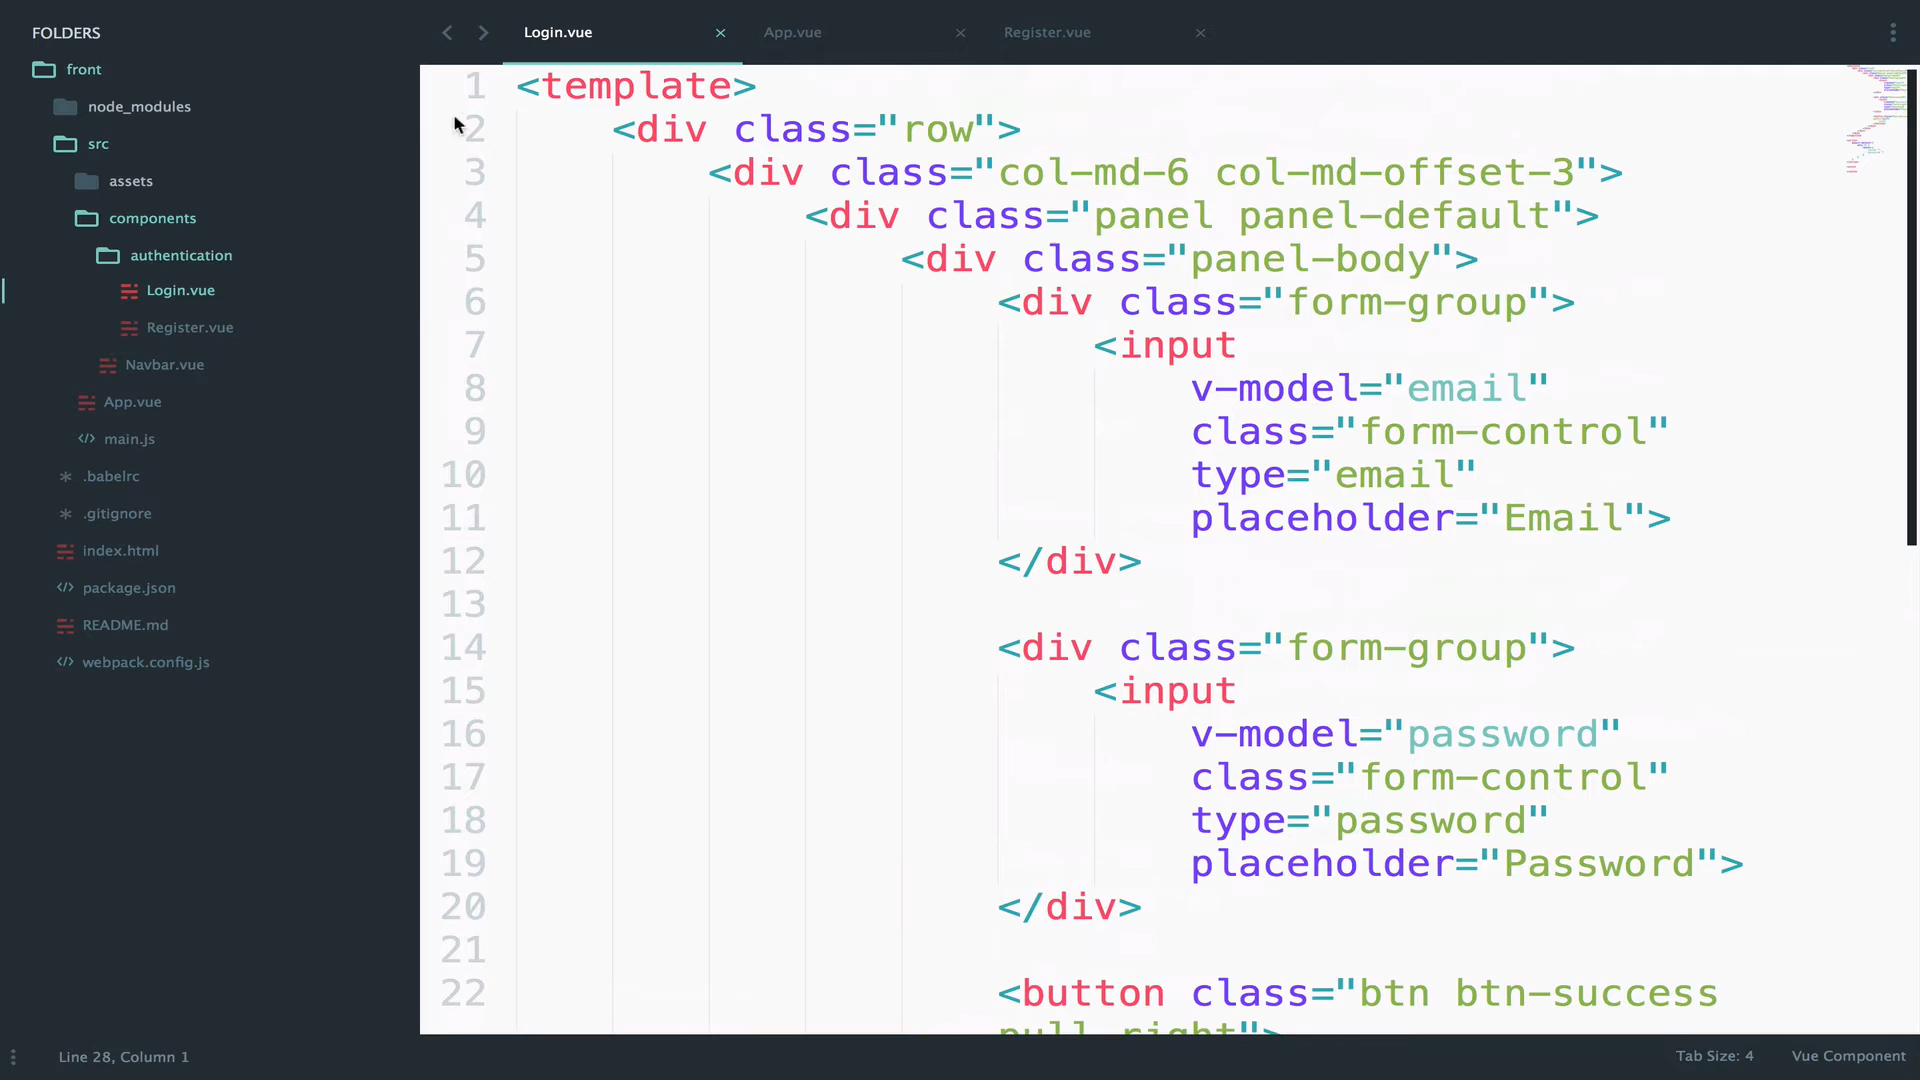 FOLDERS
front
node_modules
src
assets
components
authentication
Login.vue
Register.vue
Navbar.vue
App.vue
main.js
.babelrc
.gitignore
index.html
package.json
README.md
webpack.config.js
Login.vue × App.vue × Register.vue ×
1 <template>
2 <div class="row">
3 <div class="col-md-6 col-md-offset-3">
4 <div class="panel panel-default">
5 <div class="panel-body">
6 <div class="form-group">
7 <input
8 v-model="email"
9 class="form-control"
10 type="email"
11 placeholder="Email">
12 </div>
13
14 <div class="form-group">
15 <input
16 v-model="password"
17 class="form-control"
18 type="password"
19 placeholder="Password">
20 </div>
21
22 <button class="btn btn-success
pull-right">
Line 28, Column 1
Tab Size: 4 Vue Component